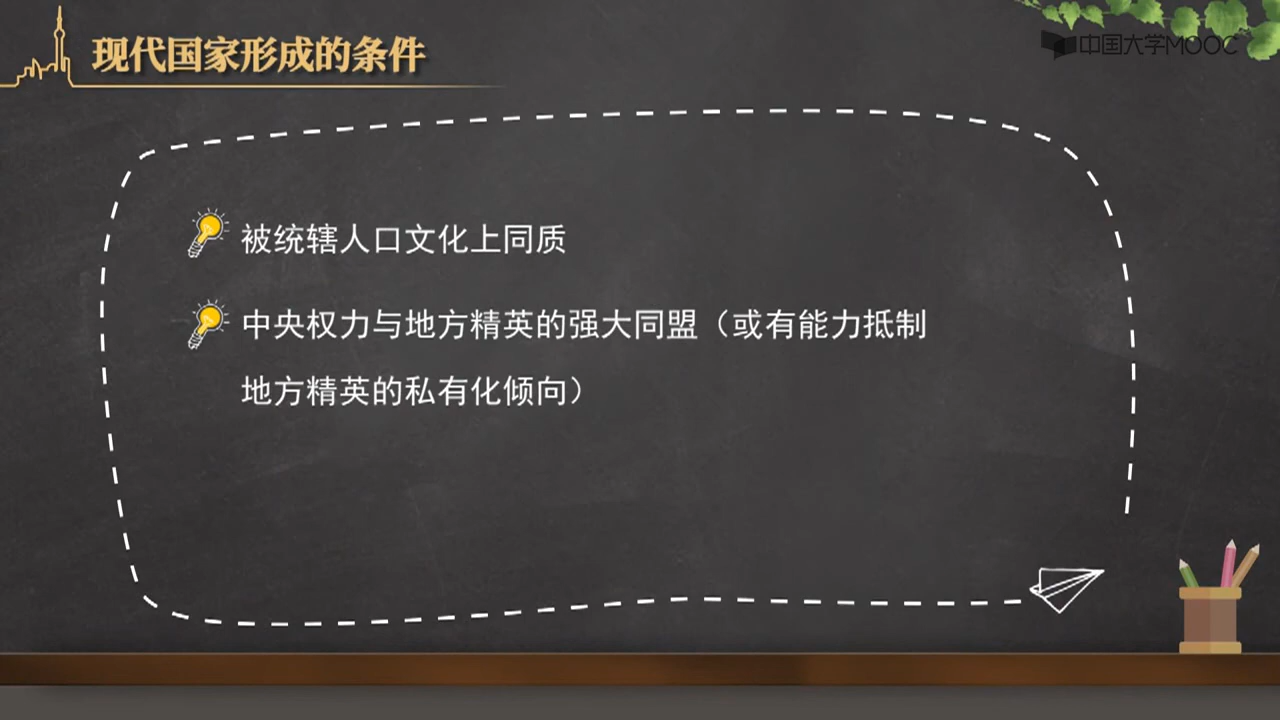 现代国家形成的条件
中国大学MOOC
被统辖人口文化上同质
中央权力与地方精英的强大同盟（或有能力抵制
地方精英的私有化倾向）